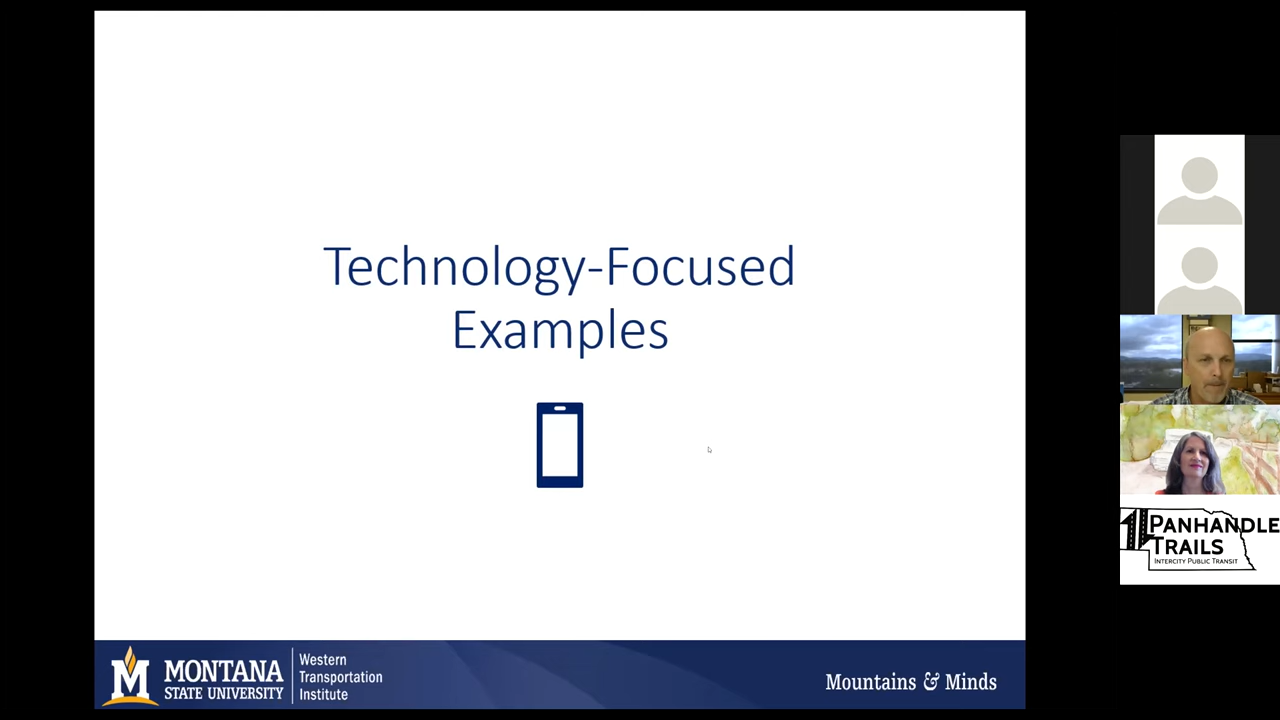 Technology-Focused
Examples
MONTANA
STATE UNIVERSITY
Western
Transportation
Institute
Mountains & Minds
PANHANDLE
TRAILS
INTERCITY PUBLIC TRANSIT